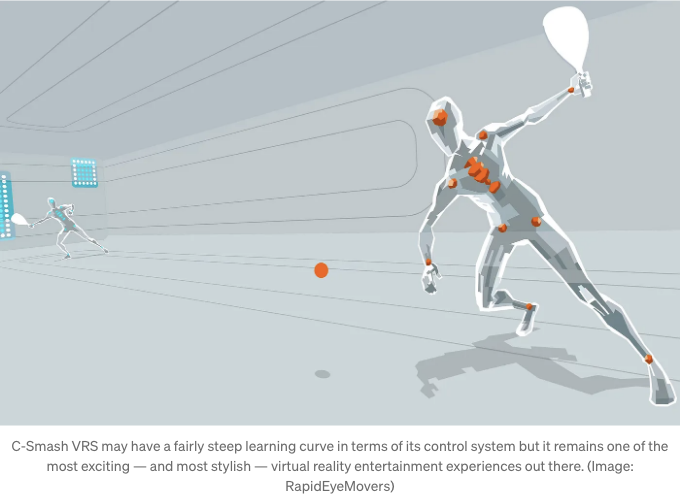 C-Smash VRS may have a fairly steep learning curve in terms of its control system but it remains one of the
most exciting — and most stylish — virtual reality entertainment experiences out there. (Image:
RapidEyeMovers)